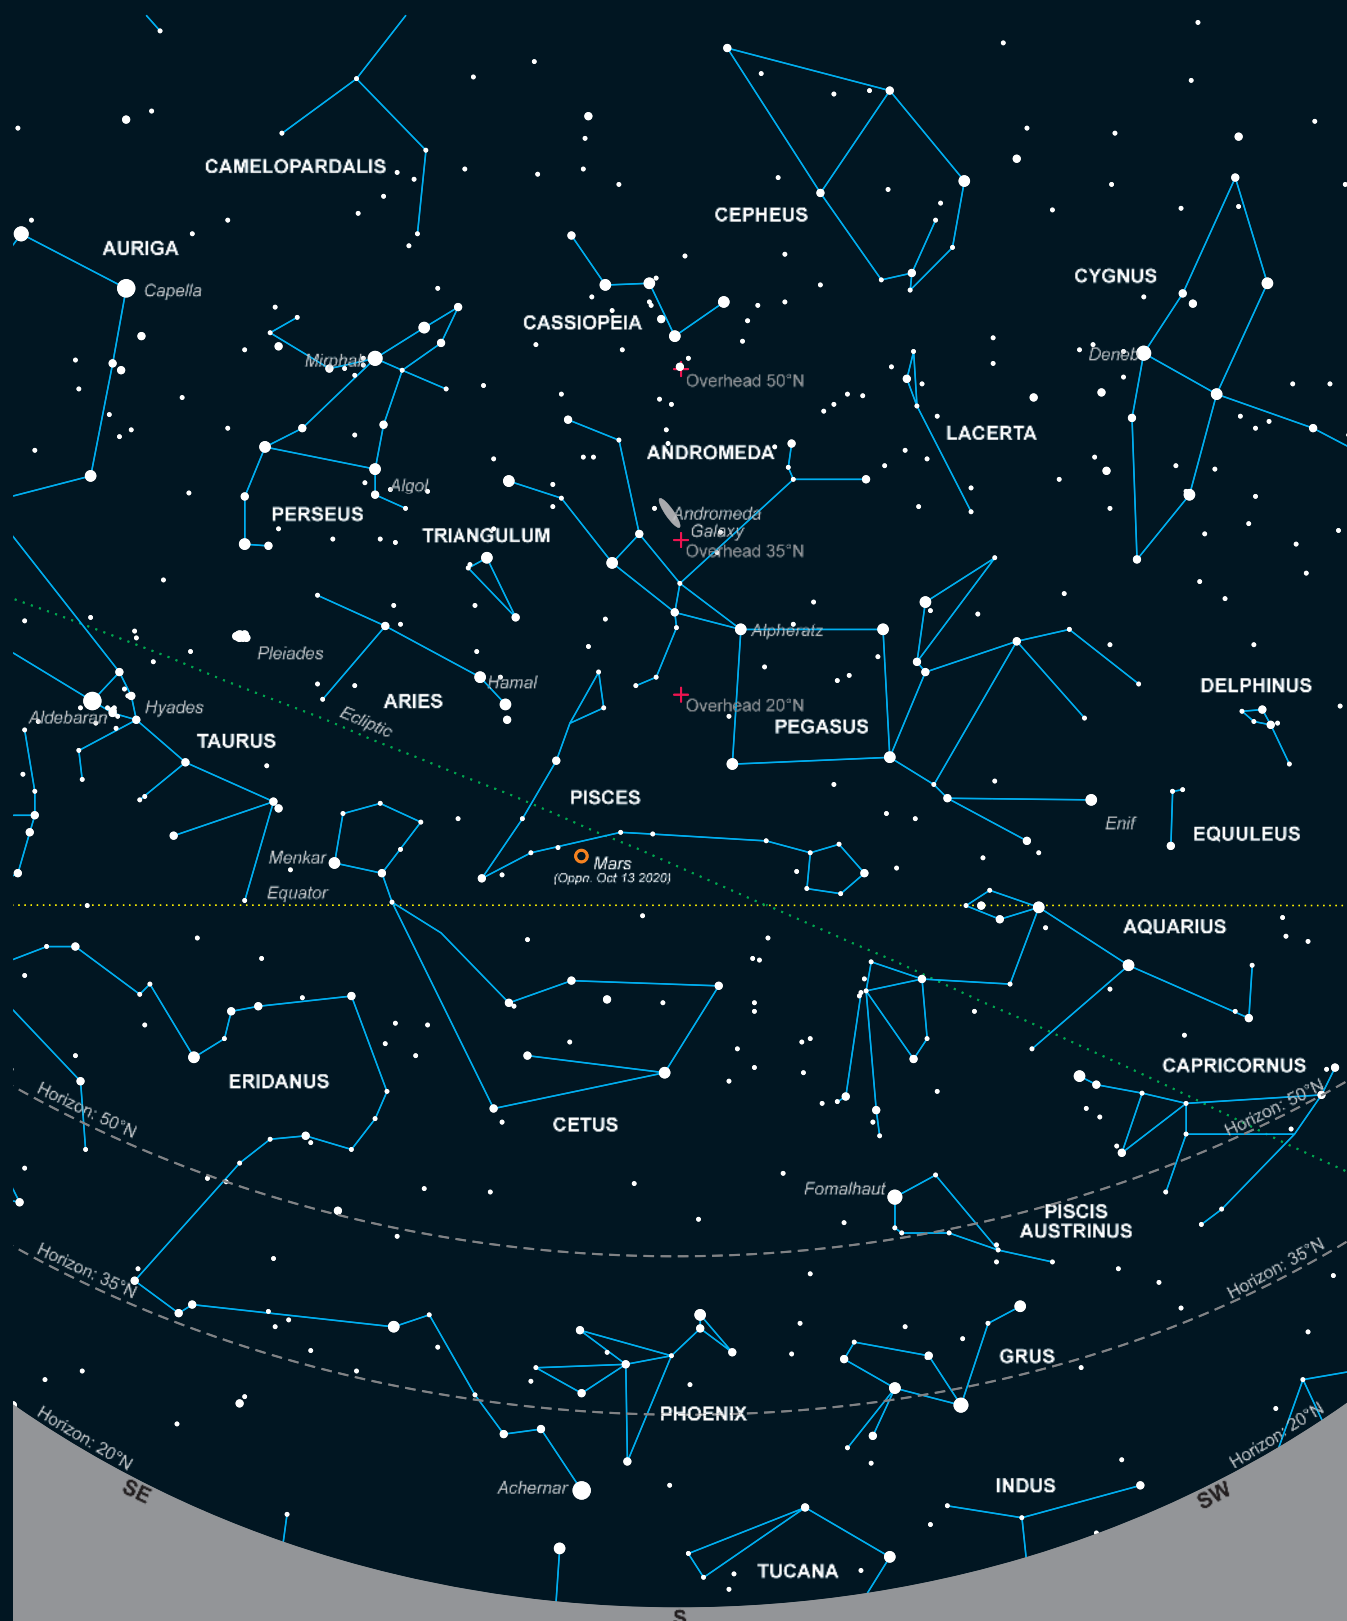 CAMELOPARDALIS
CEPHEUS
AURIGA
Capella
CYGNUS
CASSIOPEIA
Mirphak
Deneb
Overhead 50°N
LACERTA
ANDROMEDA
Algol
PERSEUS
Andromeda
Galaxy
TRIANGULUM
Overhead 35°N
Alpheratz
Pleiades
Hamal
ARIES
DELPHINUS
Hyades
Aldebaran
Ecliptic
Overhead 20°N
PEGASUS
TAURUS
PISCES
Enif
EQUULEUS
Menkar
Mars
(Oppn. Oct 13 2020)
Equator
AQUARIUS
CAPRICORNUS
ERIDANUS
Horizon: 50°N
Horizon: 50°N
CETUS
Fomalhaut
PISCIS
AUSTRINUS
Horizon: 35°N
Horizon: 35°N
GRUS
PHOENIX
Horizon: 20°N
Horizon: 20°N
SE
Achernar
INDUS
SW
TUCANA
S